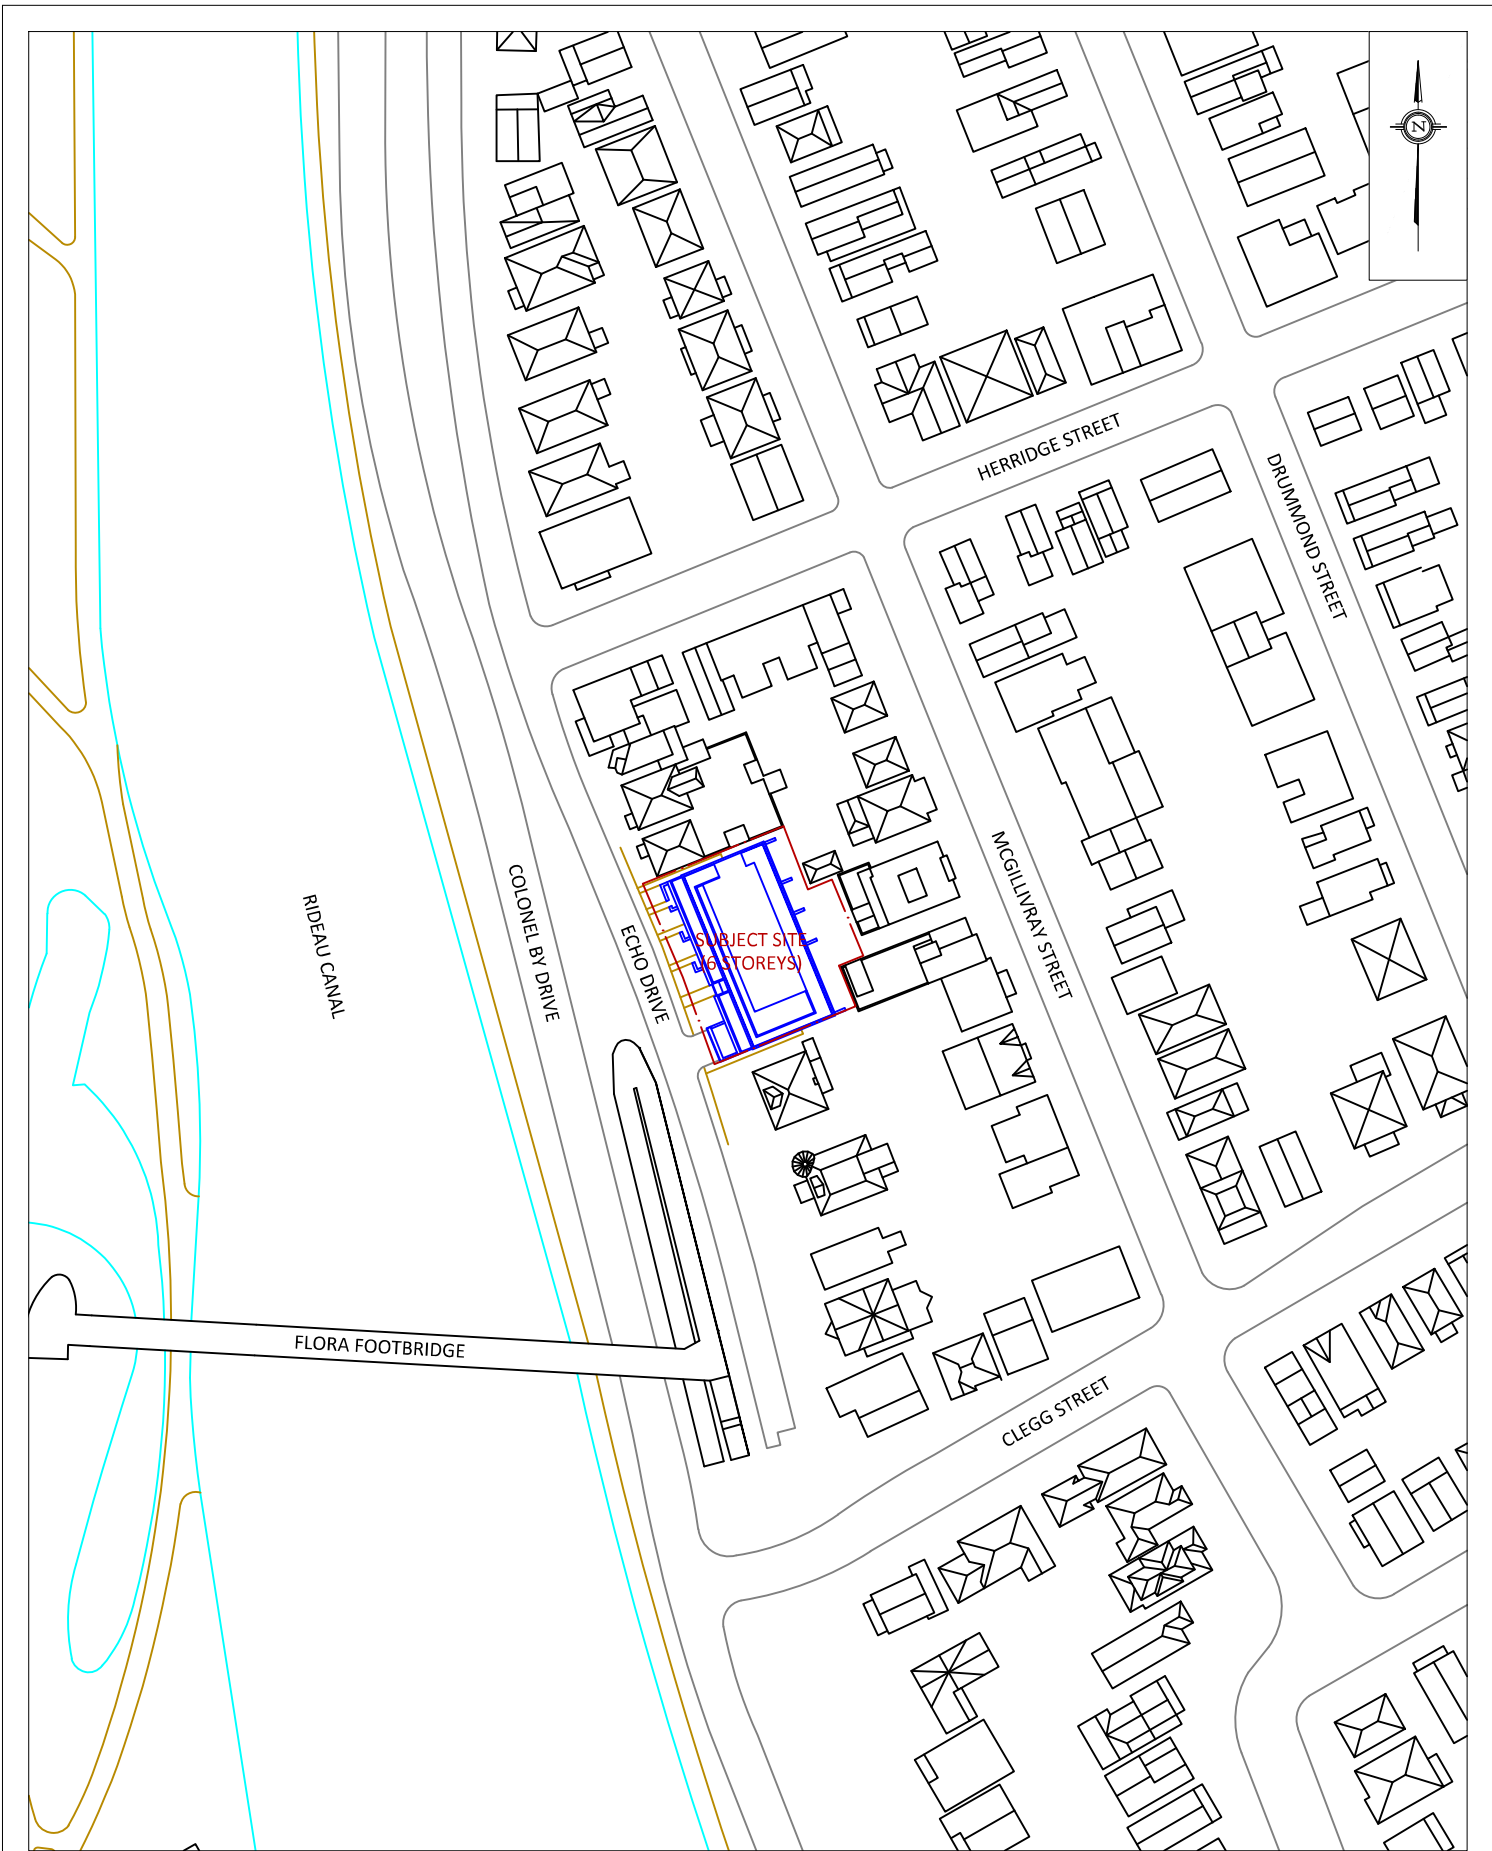 N
HERRIDGE STREET
DRUMMOND STREET
MCGILLIVRAY STREET
COLONEL BY DRIVE
RIDEAU CANAL
ECHO DRIVE
SUBJECT SITE
(6 STOREYS)
FLORA FOOTBRIDGE
CLEGG STREET